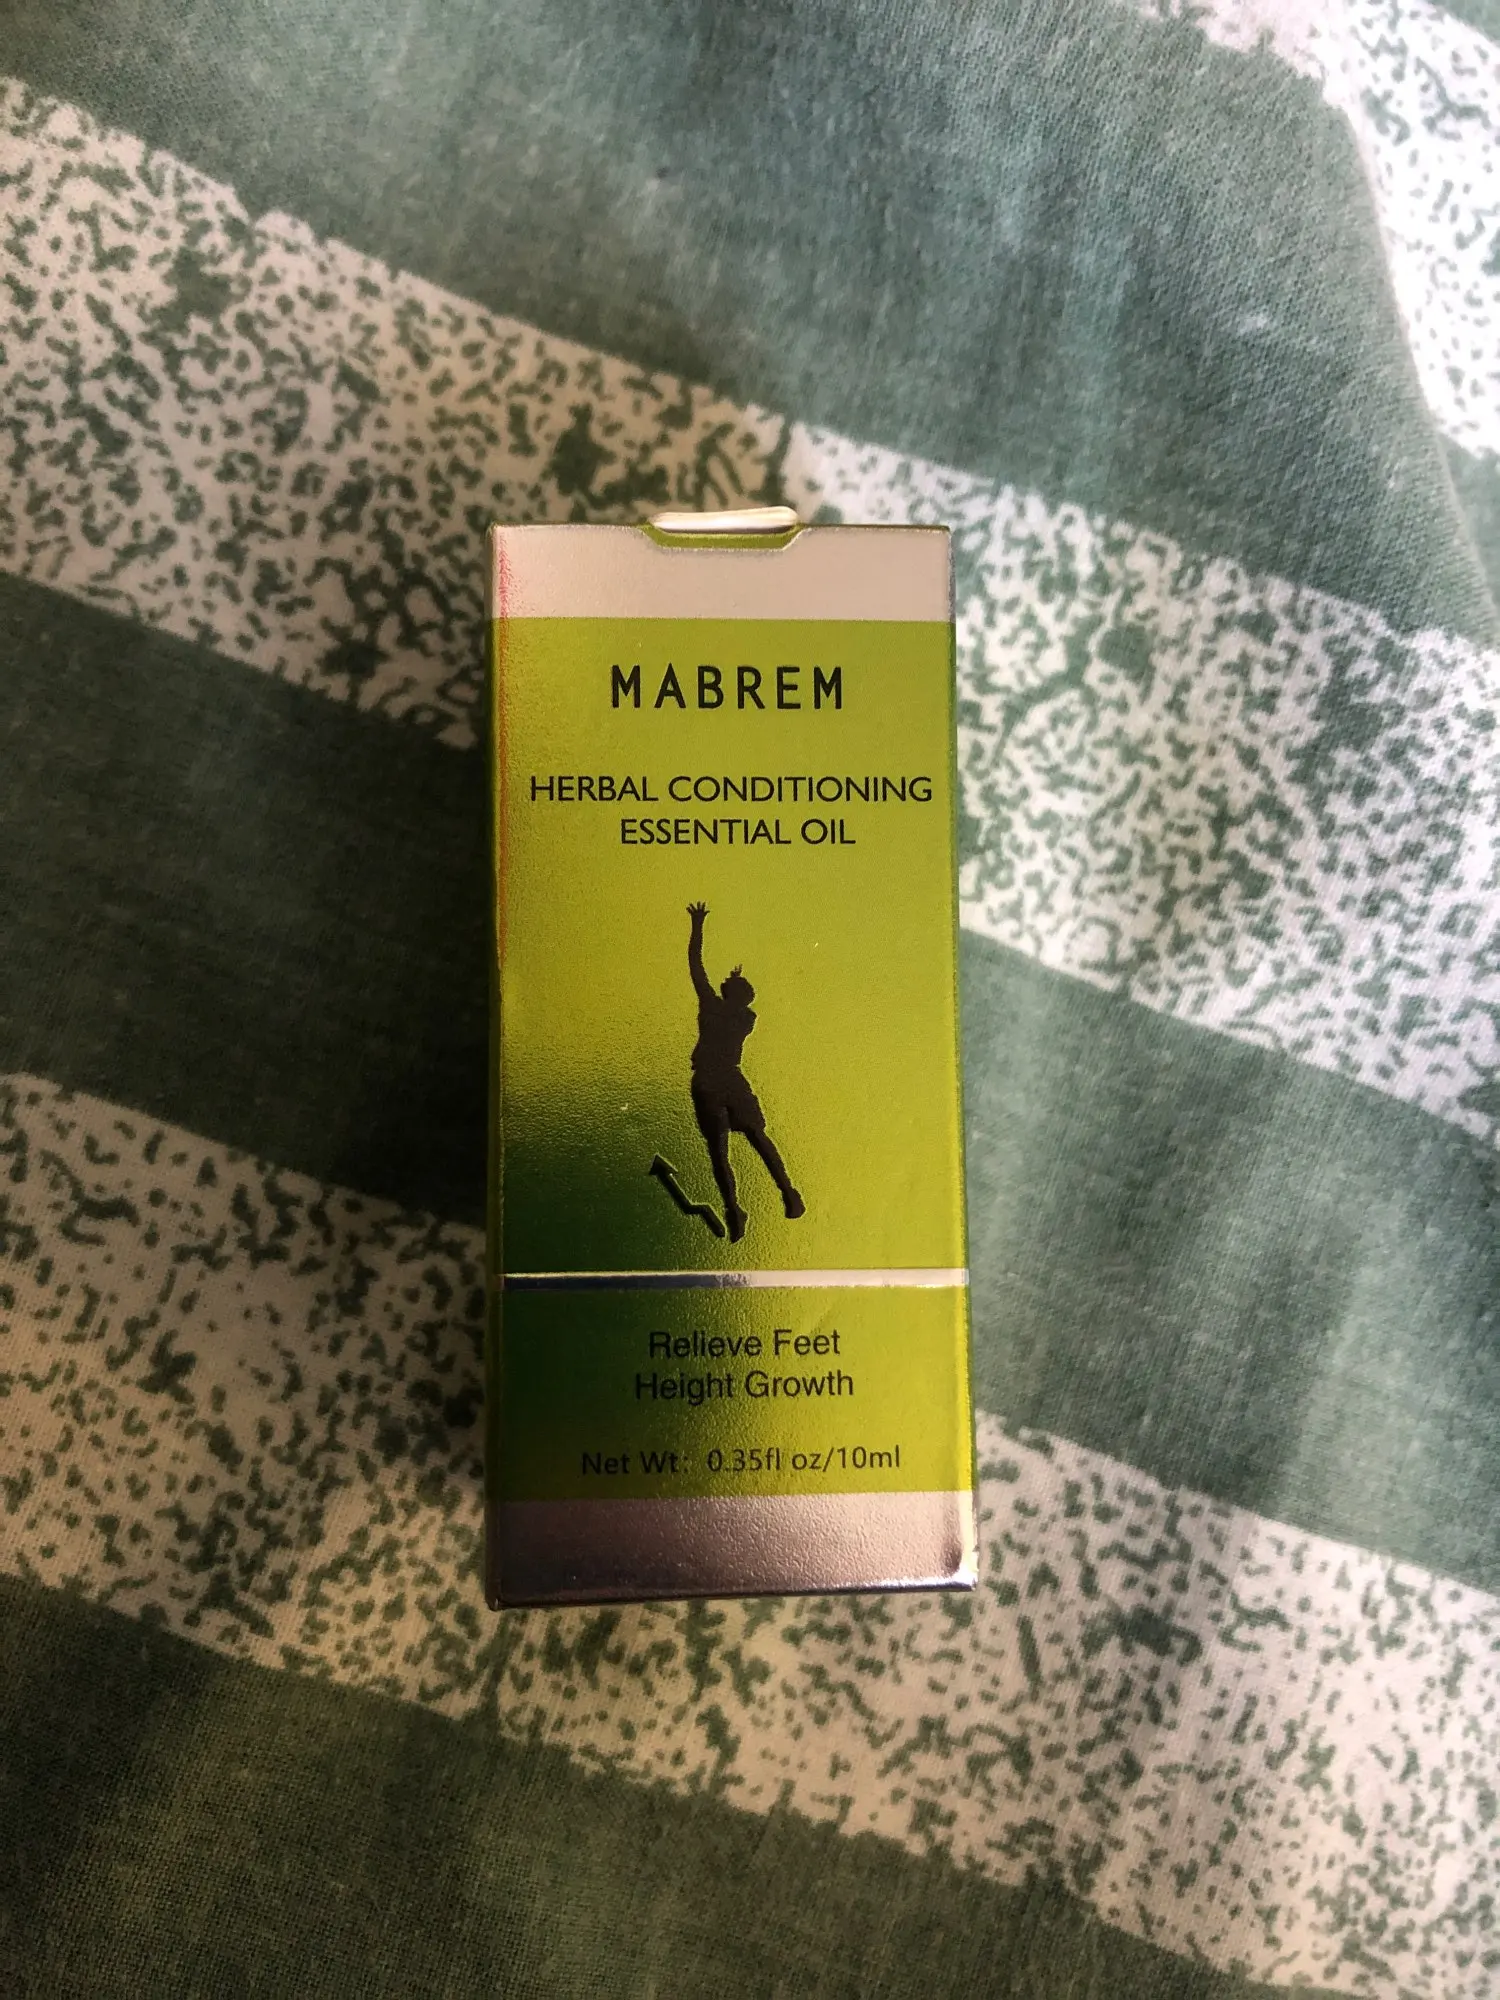 MABREM
HERBAL CONDITIONING
ESSENTIAL OIL
Relieve Feet
Height Growth
Net Wt: 0.35fl oz/10ml